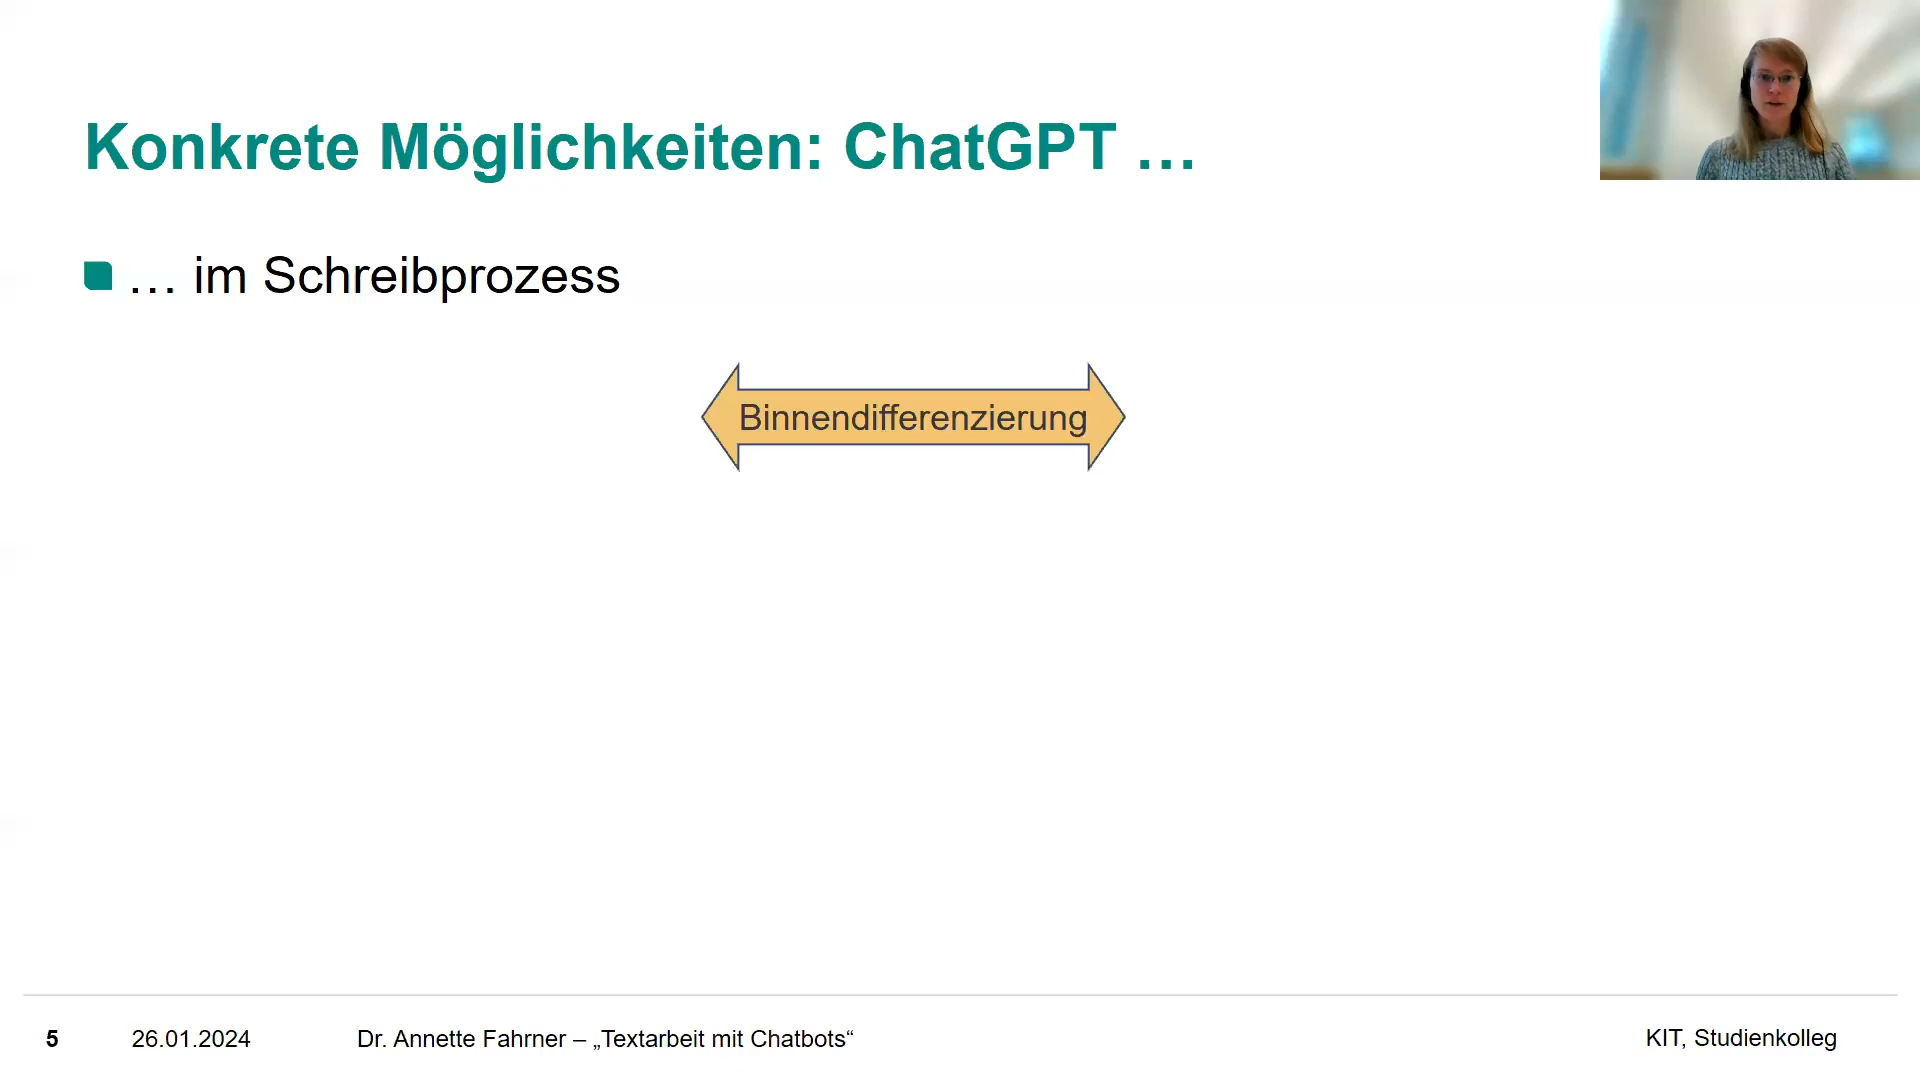 Konkrete Möglichkeiten: ChatGPT …
… im Schreibprozess
Binnendifferenzierung
5 26.01.2024 Dr. Annette Fahrner – „Textarbeit mit Chatbots“ KIT, Studienkolleg